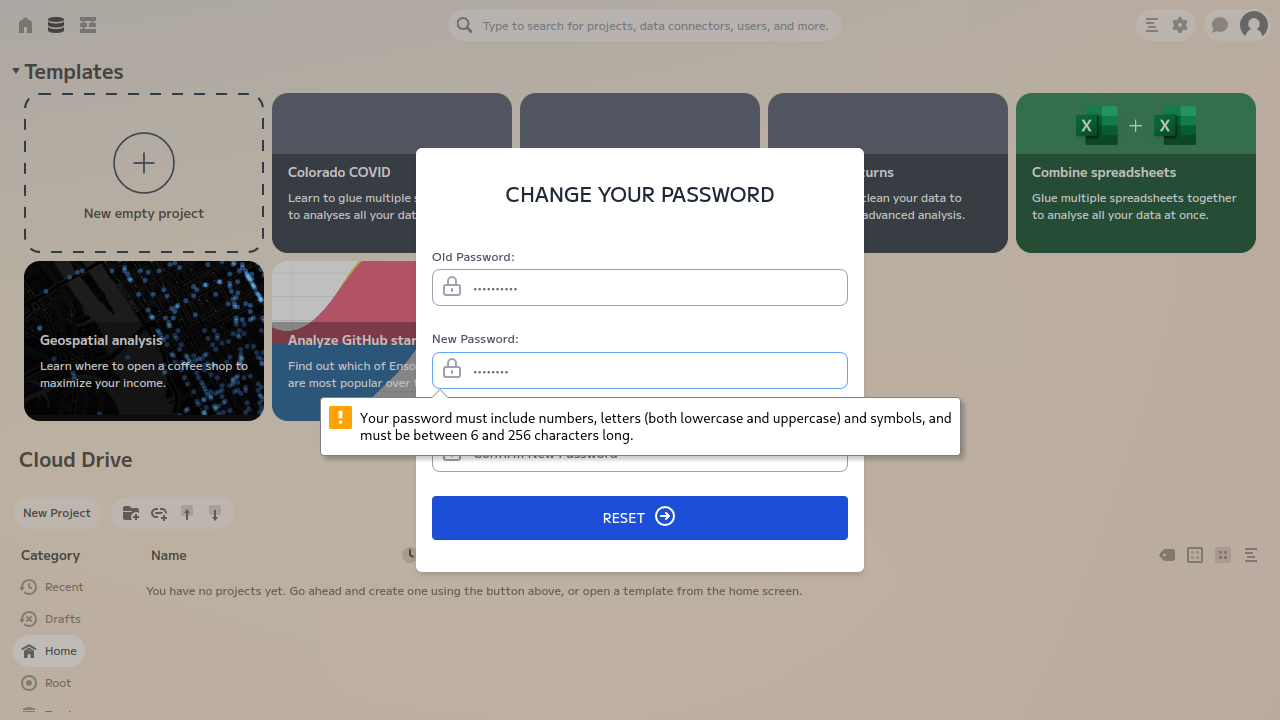 Type to search for projects, data connectors, users, and more.
Templates
New empty project
Colorado COVID
Learn to glue multiple
to analyses all your dat
clean your data to
advanced analysis.
Combine spreadsheets
Glue multiple spreadsheets together
to analyse all your data at once.
Geospatial analysis
Learn where to open a coffee shop to
maximize your income.
Analyze GitHub star
Find out which of Enso
are most popular over
CHANGE YOUR PASSWORD
Old Password:
New Password:
Your password must include numbers, letters (both lowercase and uppercase) and symbols, and
must be between 6 and 256 characters long.
Confirm New Password
RESET
Cloud Drive
New Project
Category
Name
You have no projects yet. Go ahead and create one using the button above, or open a template from the home screen.
Recent
Drafts
Home
Root